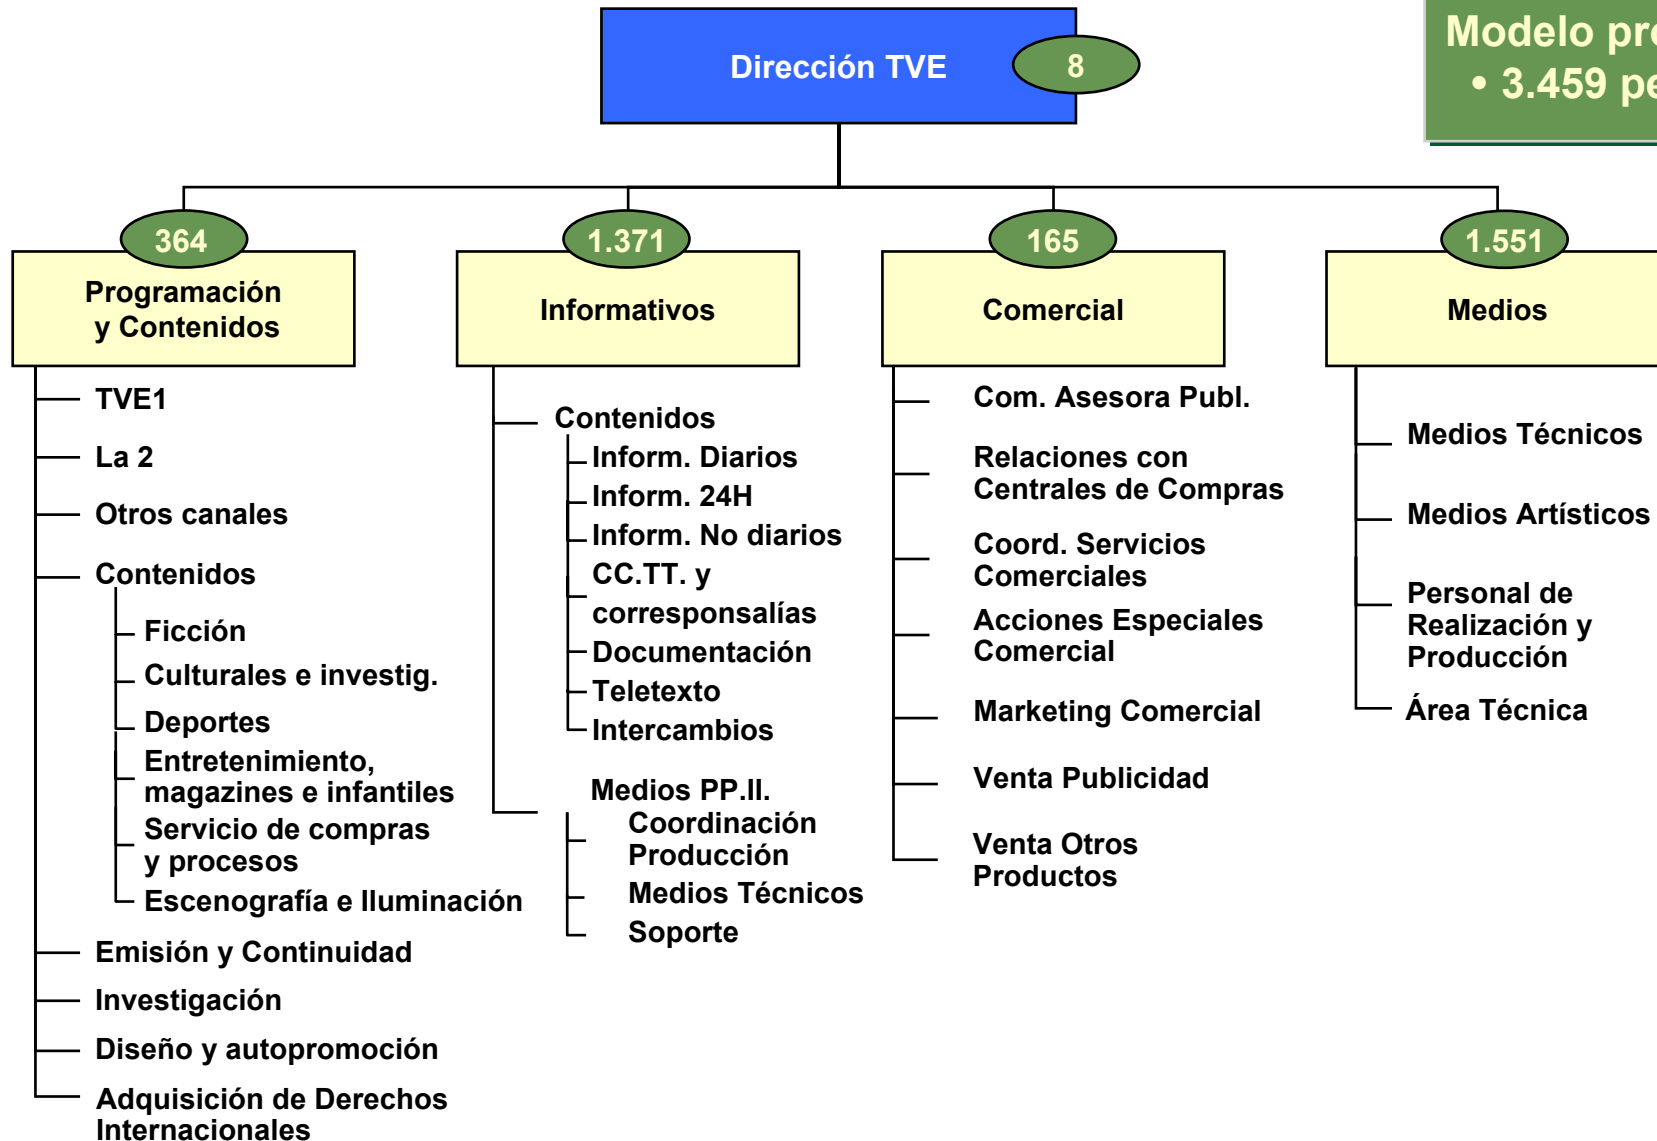 Dirección TVE
8
Modelo
• 3.459
364
Programación
y Contenidos
TVE1
La 2
Otros canales
Contenidos
Ficción
Culturales e investig.
Deportes
Entretenimiento,
magazines e infantiles
Servicio de compras
y procesos
Escenografía e Iluminación
Emisión y Continuidad
Investigación
Diseño y autopromoción
Adquisición de Derechos
Internacionales
1.371
Informativos
Contenidos
Inform. Diarios
Inform. 24H
Inform. No diarios
CC.TT. y
corresponsalías
Documentación
Teletexto
Intercambios
Medios PP.II.
Coordinación
Producción
Medios Técnicos
Soporte
165
Comercial
Com. Asesora Publ.
Relaciones con
Centrales de Compras
Coord. Servicios
Comerciales
Acciones Especiales
Comercial
Marketing Comercial
Venta Publicidad
Venta Otros
Productos
1.551
Medios
Medios Técnicos
Medios Artísticos
Personal de
Realización y
Producción
Área Técnica